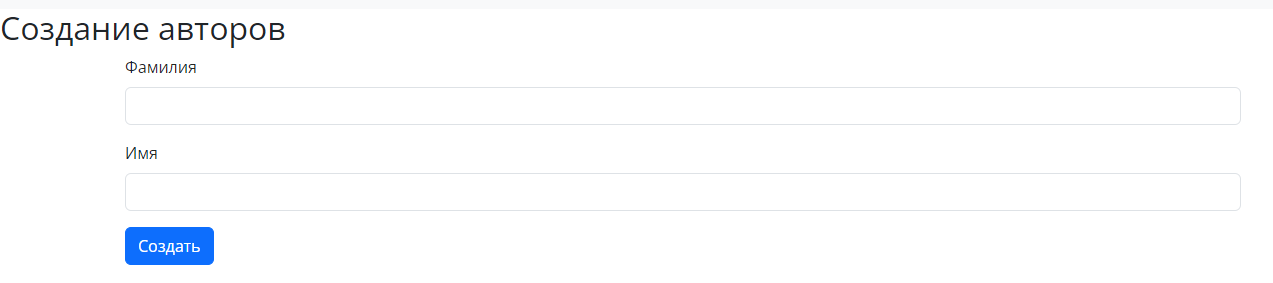 Создание авторов
Фамилия
Имя
Создать